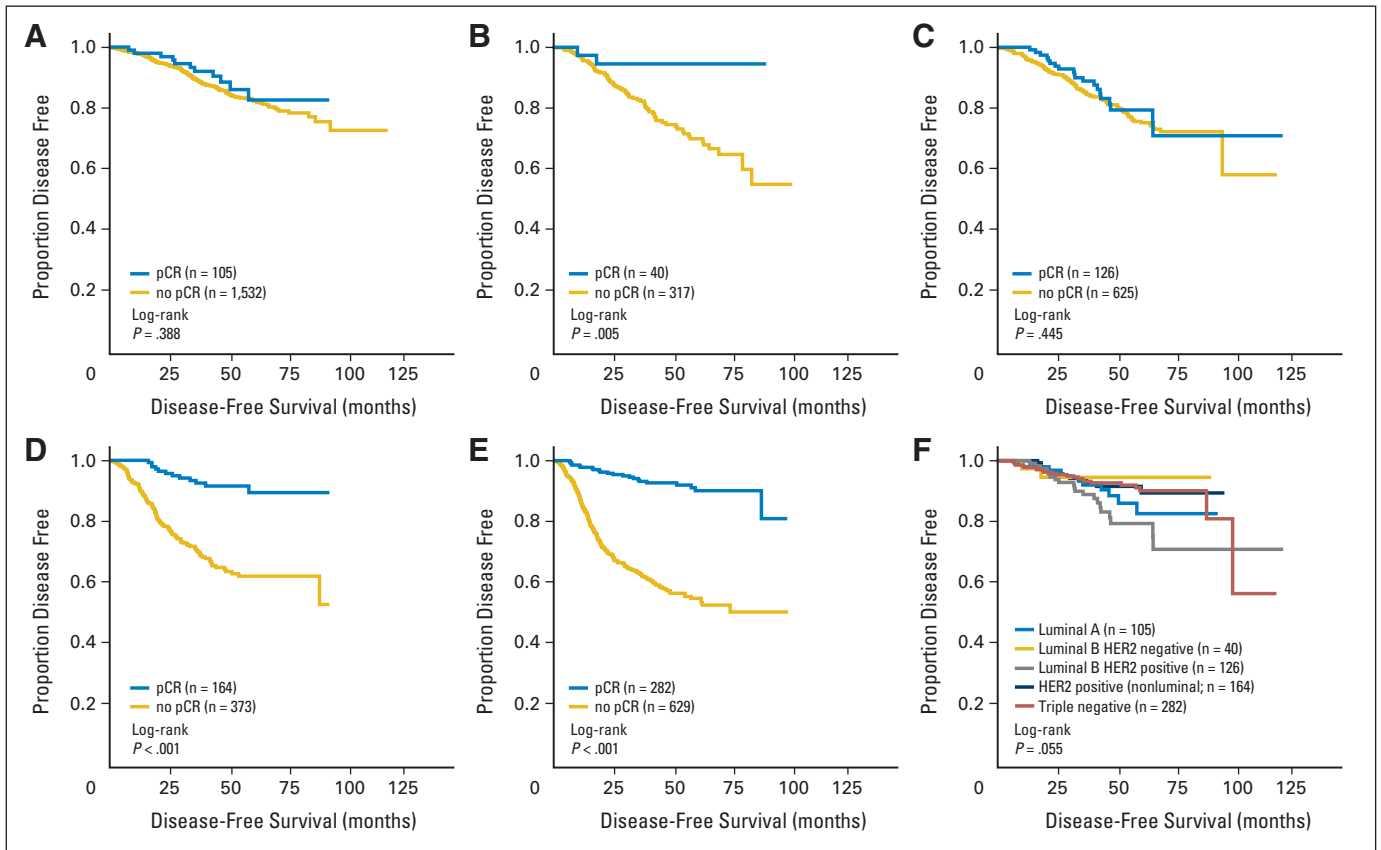 A
Proportion Disease Free
1.0
0.8
0.6
0.4
0.2
pCR (n = 105)
no pCR (n = 1,532)
Log-rank
P = .388
0 25 50 75 100 125
Disease-Free Survival (months)
B
Proportion Disease Free
1.0
0.8
0.6
0.4
0.2
pCR (n = 40)
no pCR (n = 317)
Log-rank
P = .005
0 25 50 75 100 125
Disease-Free Survival (months)
C
Proportion Disease Free
1.0
0.8
0.6
0.4
0.2
pCR (n = 126)
no pCR (n = 625)
Log-rank
P = .445
0 25 50 75 100 125
Disease-Free Survival (months)
D
Proportion Disease Free
1.0
0.8
0.6
0.4
0.2
pCR (n = 164)
no pCR (n = 373)
Log-rank
P < .001
0 25 50 75 100 125
Disease-Free Survival (months)
E
Proportion Disease Free
1.0
0.8
0.6
0.4
0.2
pCR (n = 282)
no pCR (n = 629)
Log-rank
P < .001
0 25 50 75 100 125
Disease-Free Survival (months)
F
Proportion Disease Free
1.0
0.8
0.6
0.4
0.2
Luminal A (n = 105)
Luminal B HER2 negative (n = 40)
Luminal B HER2 positive (n = 126)
HER2 positive (nonluminal; n = 164)
Triple negative (n = 282)
Log-rank
P = .055
0 25 50 75 100 125
Disease-Free Survival (months)